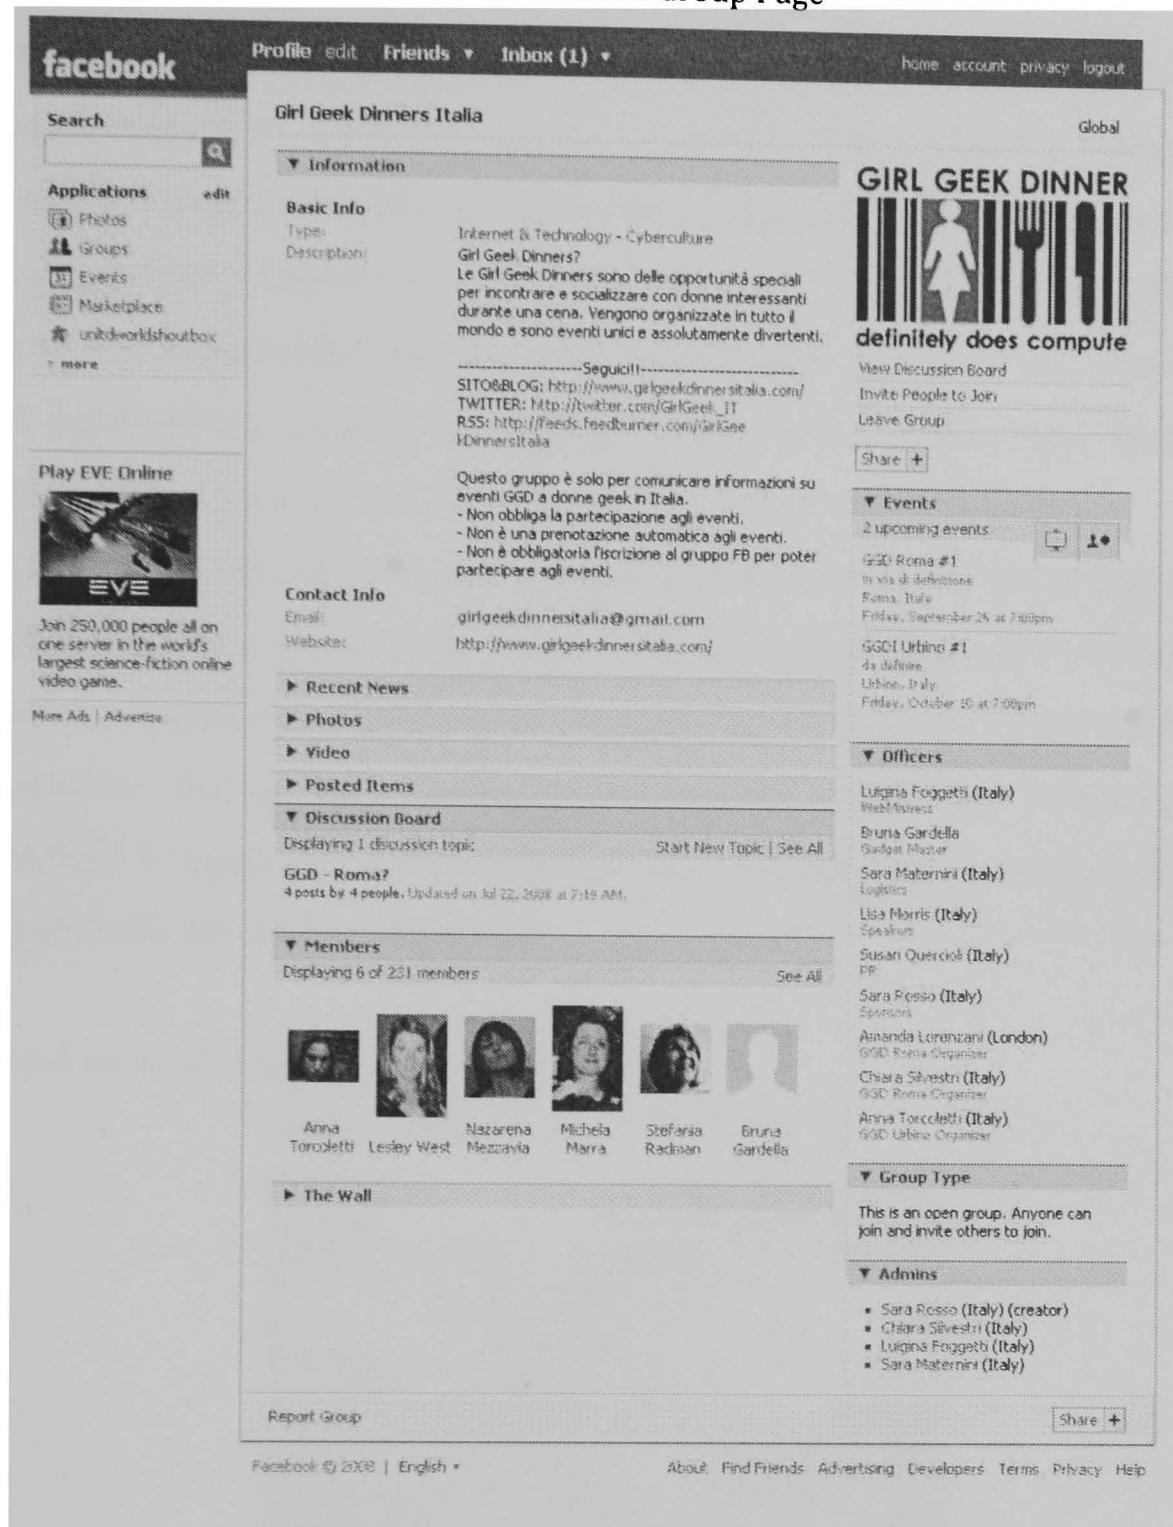 Group Page
facebook
Profile edit Friends Inbox (1)
home account privacy logout
Search
Applications edit
Photos
Groups
Events
Marketplace
unitdworldshoutbox
more
Play EVE Online
EVE
Join 250,000 people all on
one server in the world's
largest science-fiction online
video game.
More Ads | Advertise
Girl Geek Dinners Italia
Global
Information
Basic Info
Type: Internet & Technology - Cyberculture
Description: Girl Geek Dinners?
Le Girl Geek Dinners sono delle opportunità speciali
per incontrare e socializzare con donne interessanti
durante una cena. Vengono organizzate in tutto il
mondo e sono eventi unici e assolutamente divertenti.
----------------------Seguici!!---------------------------
SITO&BLOG: http://www.girlgeekdinnersitalia.com/
TWITTER: http://twitter.com/GirlGeek_IT
RSS: http://feeds.feedburner.com/GirlGee
kDinnersItalia
Questo gruppo è solo per comunicare informazioni su
eventi GGD a donne geek in Italia.
- Non obbliga la partecipazione agli eventi.
- Non è una prenotazione automatica agli eventi.
- Non è obbligatoria l'iscrizione al gruppo FB per poter
partecipare agli eventi.
Contact Info
Email: girlgeekdinnersitalia@gmail.com
Website: http://www.girlgeekdinnersitalia.com/
Recent News
Photos
Video
Posted Items
Discussion Board
Displaying 1 discussion topic Start New Topic | See All
GGD - Roma?
4 posts by 4 people. Updated on Jul 22, 2008 at 7:19 AM.
Members
Displaying 6 of 231 members See All
Anna
Torcoletti
Lesley West
Nazarena
Mezzavia
Michela
Marra
Stefania
Radman
Bruna
Gardella
The Wall
GIRL GEEK DINNER
definitely does compute
View Discussion Board
Invite People to Join
Leave Group
Share +
Events
2 upcoming events
GGD Roma #1
in via di definizione
Roma, Italy
Friday, September 26 at 7:00pm
GGDI Urbino #1
da definire
Urbino, Italy
Friday, October 10 at 7:00pm
Officers
Luigina Foggetti (Italy)
WebMistress
Bruna Gardella
Gadget Master
Sara Maternini (Italy)
Logistics
Lisa Morris (Italy)
Speakers
Susan Quercioli (Italy)
PR
Sara Rosso (Italy)
Sponsors
Amanda Lorenzani (London)
GGD Roma Organizer
Chiara Silvestri (Italy)
GGD Roma Organizer
Anna Torcoletti (Italy)
GGD Urbino Organizer
Group Type
This is an open group. Anyone can
join and invite others to join.
Admins
Sara Rosso (Italy) (creator)
Chiara Silvestri (Italy)
Luigina Foggetti (Italy)
Sara Maternini (Italy)
Report Group
Share +
Facebook © 2008 | English
About Find Friends Advertising Developers Terms Privacy Help